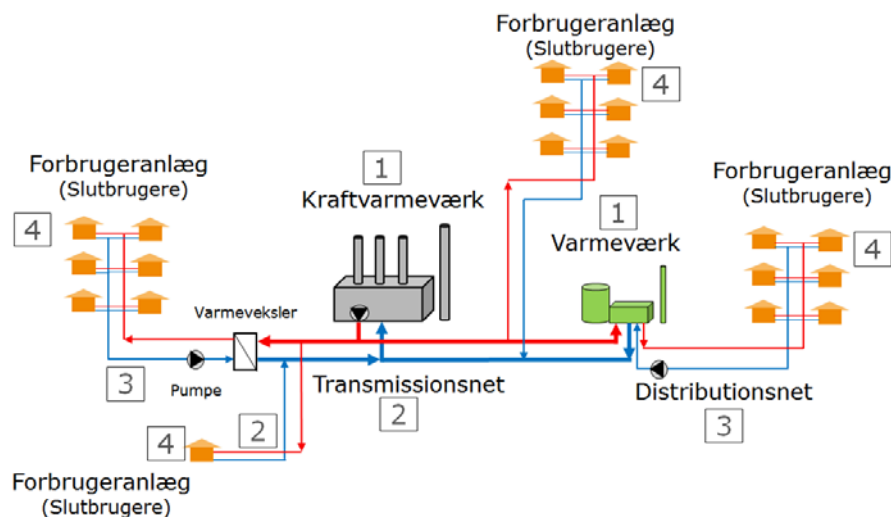 Forbrugeranlæg
(Slutbrugere)
4
1
Kraftvarmeværk
Forbrugeranlæg
(Slutbrugere)
4
1
Varmeværk
Forbrugeranlæg
(Slutbrugere)
4
Varmeveksler
3
Pumpe
Transmissionsnet
2
Distributionsnet
3
2
4
Forbrugeranlæg
(Slutbrugere)